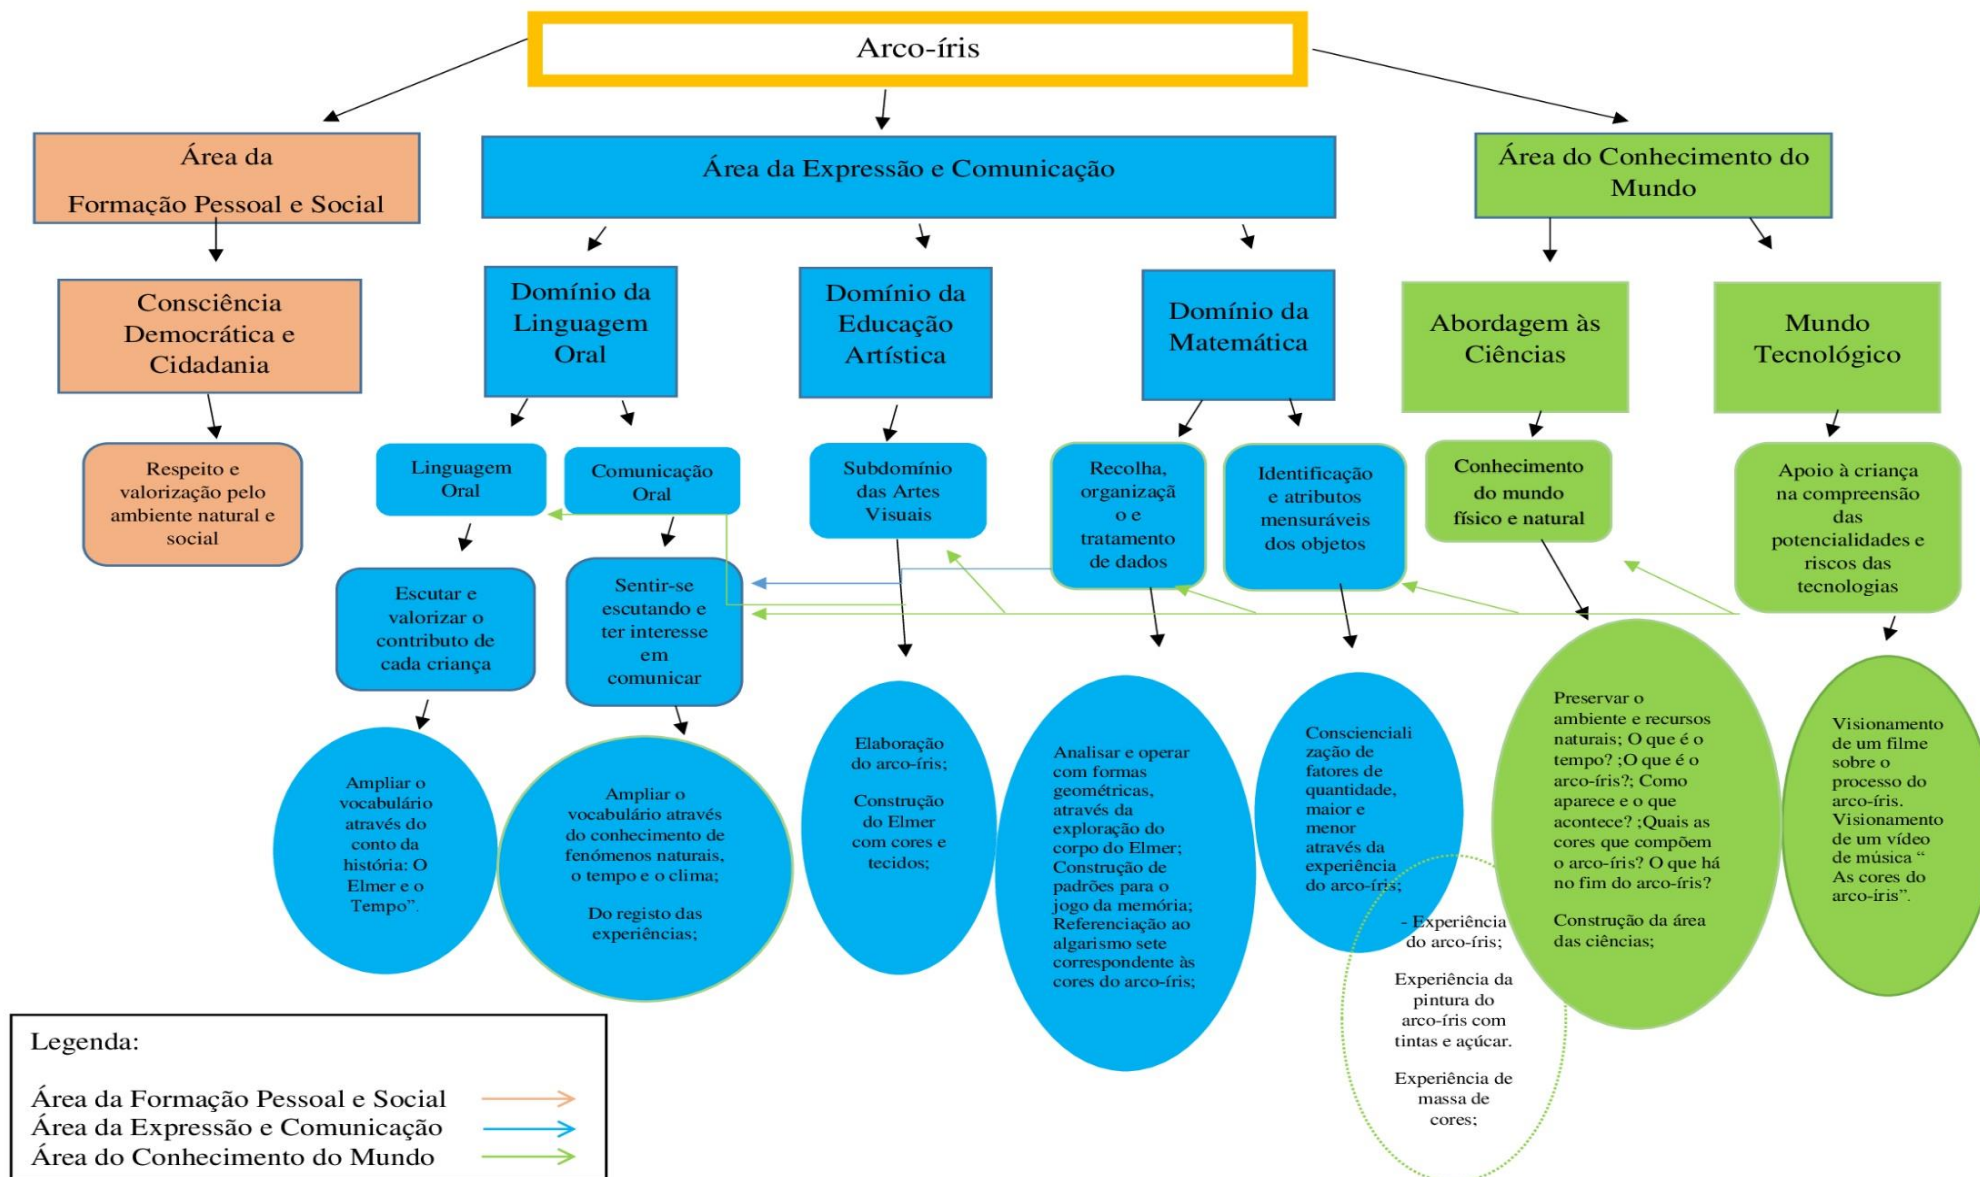 Arco-íris
Área da
Formação Pessoal e Social
Área da Expressão e Comunicação
Área do Conhecimento do
Mundo
Consciência
Democrática e
Cidadania
Domínio da
Linguagem
Oral
Domínio da
Educação
Artística
Domínio da
Matemática
Abordagem às
Ciências
Mundo
Tecnológico
Respeito e
valorização pelo
ambiente natural e
social
Linguagem
Oral
Comunicação
Oral
Subdomínio
das Artes
Visuais
Recolha,
organizaçã
o e
tratamento
de dados
Identificação
e atributos
mensuráveis
dos objetos
Conhecimento
do mundo
físico e natural
Apoio à criança
na compreensão
das
potencialidades e
riscos das
tecnologias
Escutar e
valorizar o
contributo de
cada criança
Sentir-se
escutando e
ter interesse
em
comunicar
Ampliar o
vocabulário
através do
conto da
história: O
Elmer e o
Tempo”.
Ampliar o
vocabulário através
do conhecimento de
fenómenos naturais,
o tempo e o clima;
Do registo das
experiências;
Elaboração
do arco-íris;
Construção
do Elmer
com cores e
tecidos;
Analisar e operar
com formas
geométricas,
através da
exploração do
corpo do Elmer;
Construção de
padrões para o
jogo da memória;
Referenciação ao
algarismo sete
correspondente às
cores do arco-íris;
Conscienciali
zação de
fatores de
quantidade,
maior e
menor
através da
experiência
do arco-íris;
- Experiência
do arco-íris;
Experiência da
pintura do
arco-íris com
tintas e açúcar.
Experiência de
massa de
cores;
Preservar o
ambiente e recursos
naturais; O que é o
tempo? ;O que é o
arco-íris?; Como
aparece e o que
acontece? ;Quais as
cores que compõem
o arco-íris? O que há
no fim do arco-íris?
Construção da área
das ciências;
Visionamento
de um filme
sobre o
processo do
arco-íris.
Visionamento
de um vídeo
de música “
As cores do
arco-íris”.
Legenda:
Área da Formação Pessoal e Social
Área da Expressão e Comunicação
Área do Conhecimento do Mundo